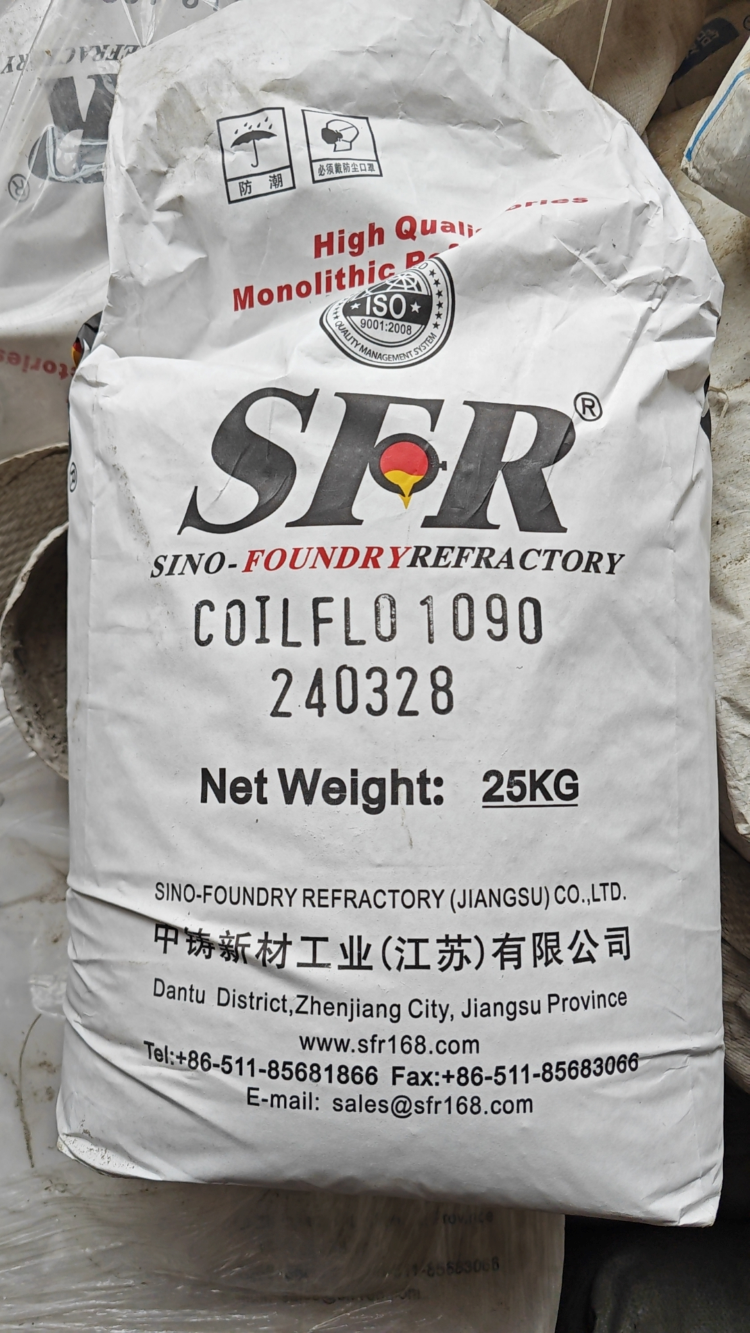 防 潮
必须戴防尘口罩
High
Monolithic
ISO
9001:2008
QUALITY MANAGEMENT SYSTEM
SFR®
SINO-FOUNDRYREFRACTORY
COILFLO 1090
240328
Net Weight: 25KG
SINO-FOUNDRY REFRACTORY (JIANGSU) CO.,LTD.
中铸新材工业(江苏)有限公司
Dantu District,Zhenjiang City, Jiangsu Province
www.sfr168.com
Tel:+86-511-85681866 Fax:+86-511-85683066
E-mail: sales@sfr168.com